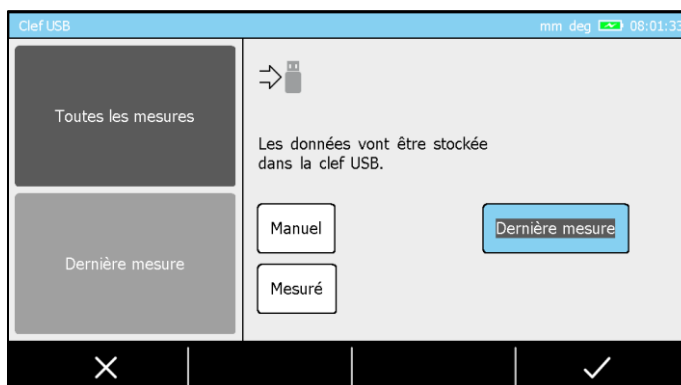 Clef USB
mm deg 08:01:33
Toutes les mesures
Dernière mesure
Les données vont être stockée
dans la clef USB.
Manuel
Dernière mesure
Mesuré